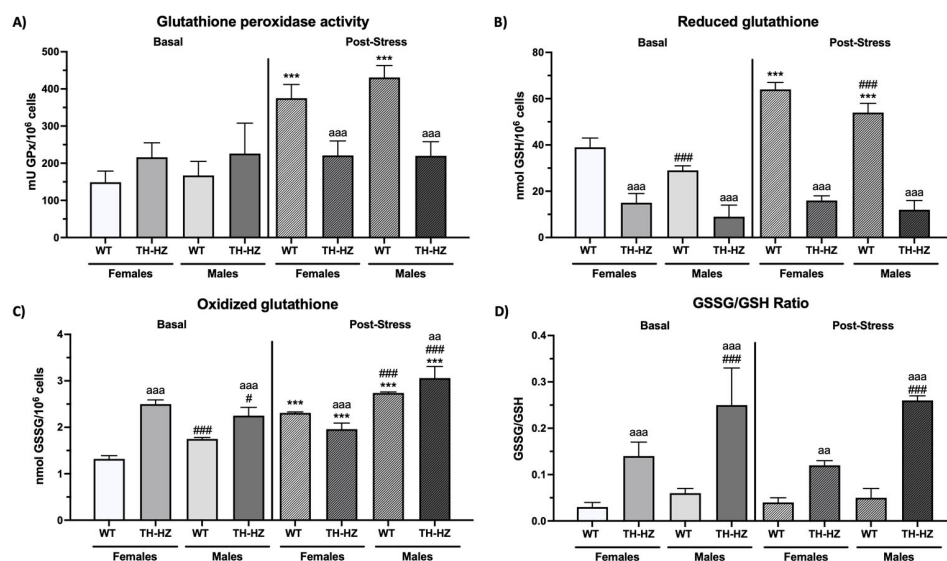 A) Glutathione peroxidase activity
Basal Post-Stress
mU GPx/10⁶ cells
500
400
300
200
100
0
*** aaa *** aaa
WT TH-HZ WT TH-HZ WT TH-HZ WT TH-HZ
Females Males Females Males
B) Reduced glutathione
Basal Post-Stress
nmol GSH/10⁶ cells
80
60
40
20
0
aaa ### aaa *** aaa ### *** aaa
WT TH-HZ WT TH-HZ WT TH-HZ WT TH-HZ
Females Males Females Males
C) Oxidized glutathione
Basal Post-Stress
nmol GSSG/10⁶ cells
4
3
2
1
0
aaa ### aaa # *** aaa *** ### *** aa ### ***
WT TH-HZ WT TH-HZ WT TH-HZ WT TH-HZ
Females Males Females Males
D) GSSG/GSH Ratio
Basal Post-Stress
GSSG/GSH
0.4
0.3
0.2
0.1
0.0
aaa aaa ### aa aaa ###
WT TH-HZ WT TH-HZ WT TH-HZ WT TH-HZ
Females Males Females Males